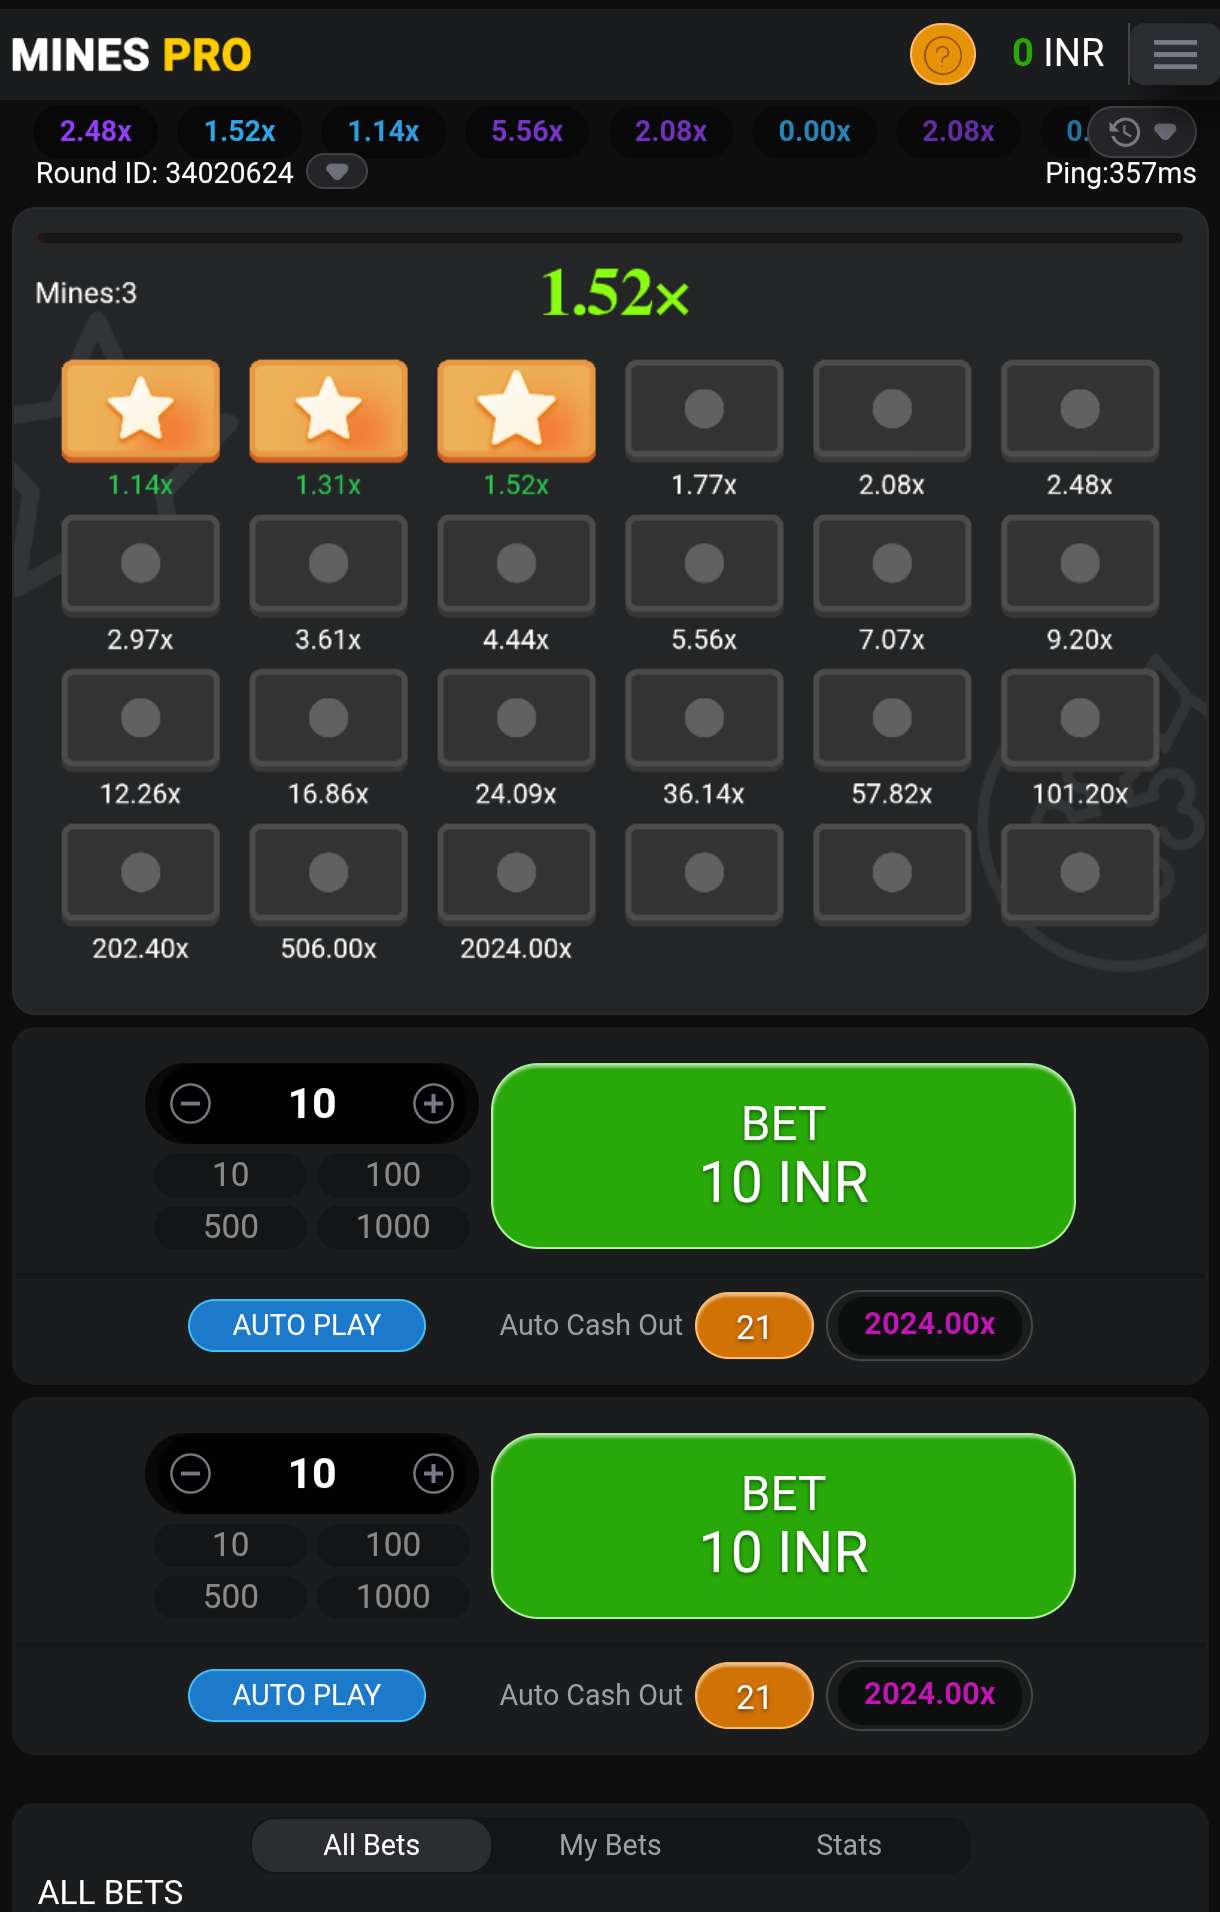 MINES PRO
? 0 INR
2.48x 1.52x 1.14x 5.56x 2.08x 0.00x 2.08x
Round ID: 34020624 Ping:357ms
Mines:3 1.52×
1.14x 1.31x 1.52x 1.77x 2.08x 2.48x
2.97x 3.61x 4.44x 5.56x 7.07x 9.20x
12.26x 16.86x 24.09x 36.14x 57.82x 101.20x
202.40x 506.00x 2024.00x
10
10 100
500 1000
BET
10 INR
AUTO PLAY Auto Cash Out 21 2024.00x
10
10 100
500 1000
BET
10 INR
AUTO PLAY Auto Cash Out 21 2024.00x
All Bets My Bets Stats
ALL BETS